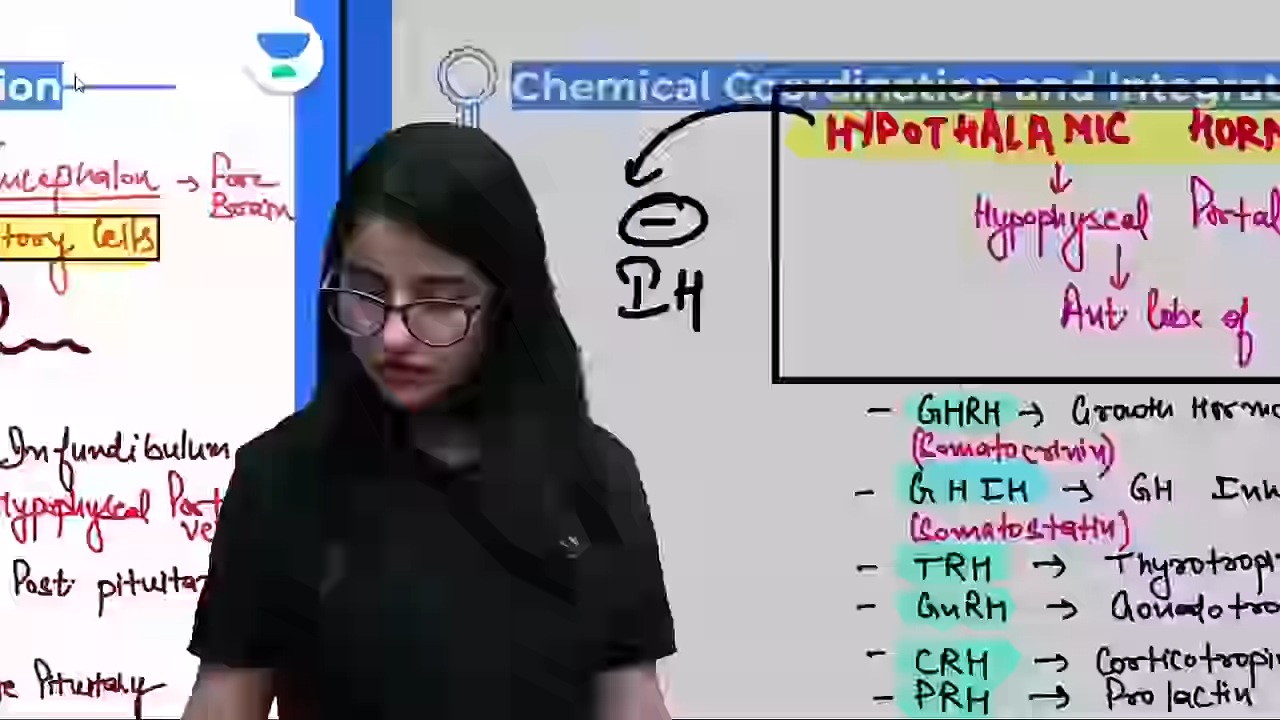 ion
ncephalon → Fore
Brain
tory Cells
Infundibulum
Hypophyseal Port
ve
Post pituitar
e Pituitary
Chemical Coordination and Integrat
HYPOTHALAMIC HORM
↓
Hypophyseal Portal
↓
Ant lobe of
⊖
IH
- GHRH → Growth Hormo
(Somatocrinin)
- GHIH → GH Inh
(Somatostatin)
- TRH → Thyrotropi
- GnRH → Gonadotro
- CRH → Corticotropi
- PRH → Prolactin